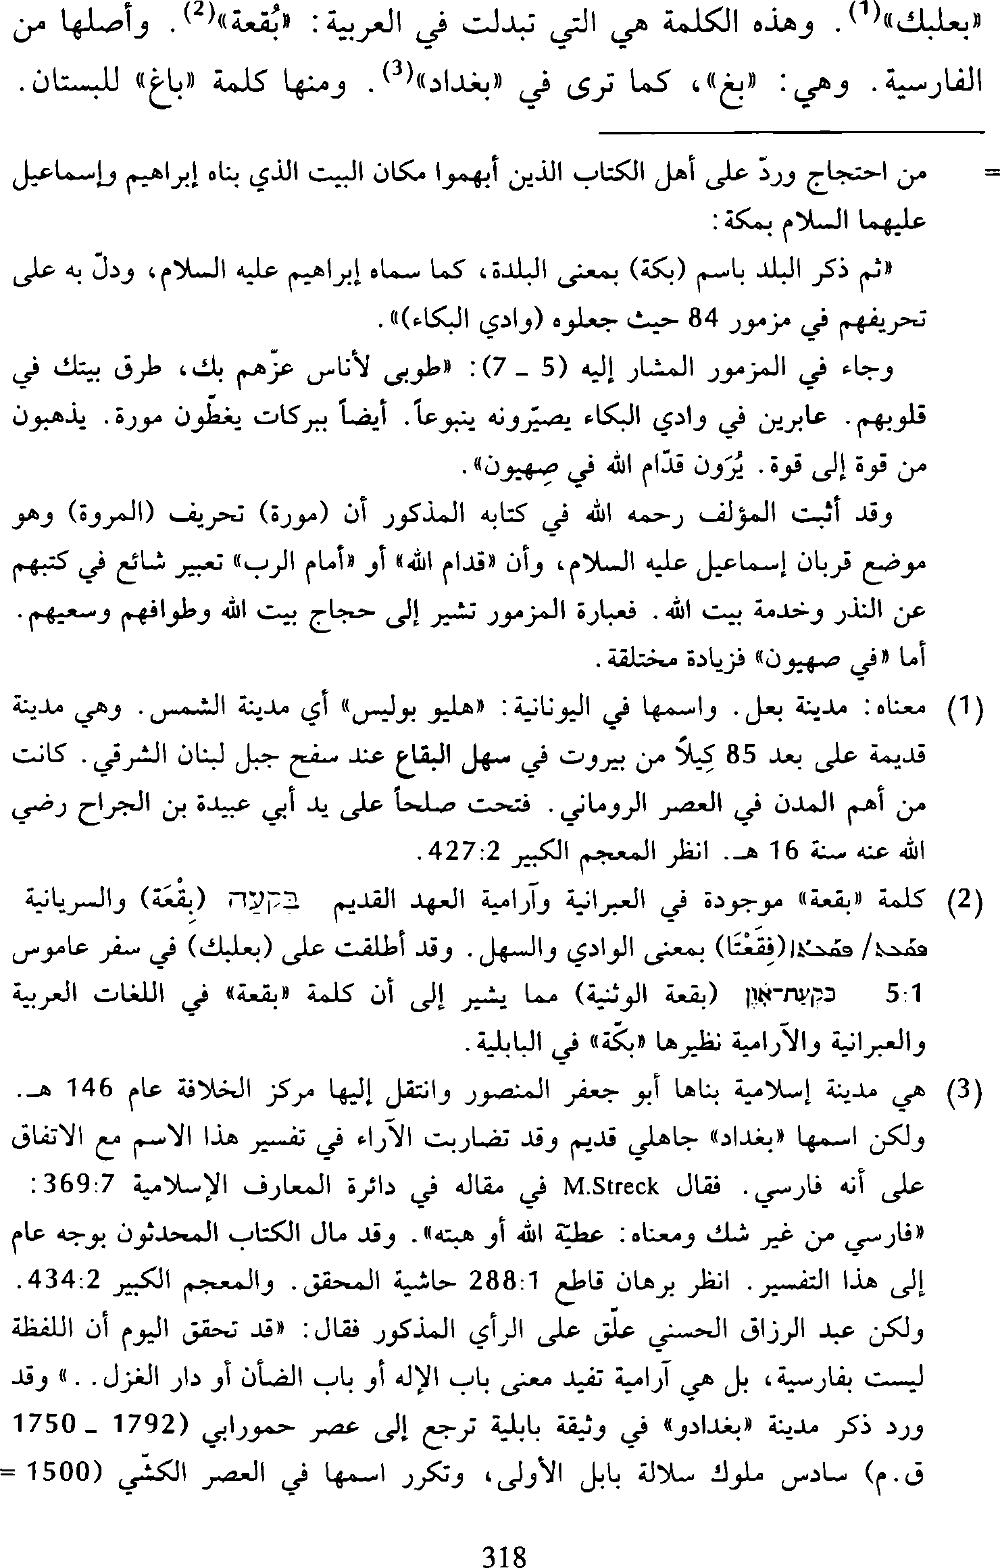 «بعلبك»(1). وهذه الكلمة هي التي تبدلت في العربية: «بُقعة»(2). وأصلها من
الفارسية. وهي: «بغ»، كما ترى في «بغداد»(3). ومنها كلمة «باغ» للبستان.
= من احتجاج وردّ على أهل الكتاب الذين أبهموا مكان البيت الذي بناه إبراهيم وإسماعيل
عليهما السلام بمكة:
«ثم ذكر البلد باسم (بكة) بمعنى البلدة، كما سماه إبراهيم عليه السلام، ودلّ به على
تحريفهم في مزمور 84 حيث جعلوه (وادي البكاء)».
وجاء في المزمور المشار إليه (5 – 7): «طوبى لأناس عزّهم بك، طرق بيتك في
قلوبهم. عابرين في وادي البكاء يصيّرونه ينبوعاً. أيضاً ببركات يغطّون مورة. يذهبون
من قوة إلى قوة. يُرَون قدّام الله في صِهيون».
وقد أثبت المؤلف رحمه الله في كتابه المذكور أن (مورة) تحريف (المروة) وهو
موضع قربان إسماعيل عليه السلام، وأن «قدام الله» أو «أمام الرب» تعبير شائع في كتبهم
عن النذر وخدمة بيت الله. فعبارة المزمور تشير إلى حجاج بيت الله وطوافهم وسعيهم.
أما «في صهيون» فزيادة مختلقة.
(1) معناه: مدينة بعل. واسمها في اليونانية: «هليو بوليس» أي مدينة الشمس. وهي مدينة
قديمة على بعد 85 كِيلاً من بيروت في سهل البقاع عند سفح جبل لبنان الشرقي. كانت
من أهم المدن في العصر الروماني. فتحت صلحاً على يد أبي عبيدة بن الجراح رضي
الله عنه سنة 16 هـ. انظر المعجم الكبير 427:2.
(2) كلمة «بقعة» موجودة في العبرانية وآرامية العهد القديم בִּקְעָה (بِقْعَة) والسريانية
(فِقَعْتَا) بمعنى الوادي والسهل. وقد أطلقت على (بعلبك) في سفر عاموس
5:1 בִּקְעַת־אָוֶן (بقعة الوثنية) مما يشير إلى أن كلمة «بقعة» في اللغات العربية
والعبرانية والآرامية نظيرها «بكّة» في البابلية.
(3) هي مدينة إسلامية بناها أبو جعفر المنصور وانتقل إليها مركز الخلافة عام 146 هـ.
ولكن اسمها «بغداد» جاهلي قديم وقد تضاربت الآراء في تفسير هذا الاسم مع الاتفاق
على أنه فارسي. فقال M.Streck في مقاله في دائرة المعارف الإسلامية 369:7:
«فارسي من غير شك ومعناه: عطيّة الله أو هبته». وقد مال الكتاب المحدثون بوجه عام
إلى هذا التفسير. انظر برهان قاطع 288:1 حاشية المحقق. والمعجم الكبير 434:2.
ولكن عبد الرزاق الحسني علّق على الرأي المذكور فقال: «قد تحقق اليوم أن اللفظة
ليست بفارسية، بل هي آرامية تفيد معنى باب الإله أو باب الضأن أو دار الغزل..» وقد
ورد ذكر مدينة «بغدادو» في وثيقة بابلية ترجع إلى عصر حمورابي (1792 – 1750
ق.م) سادس ملوك سلالة بابل الأولى، وتكرر اسمها في العصر الكشّي (1500 =
318